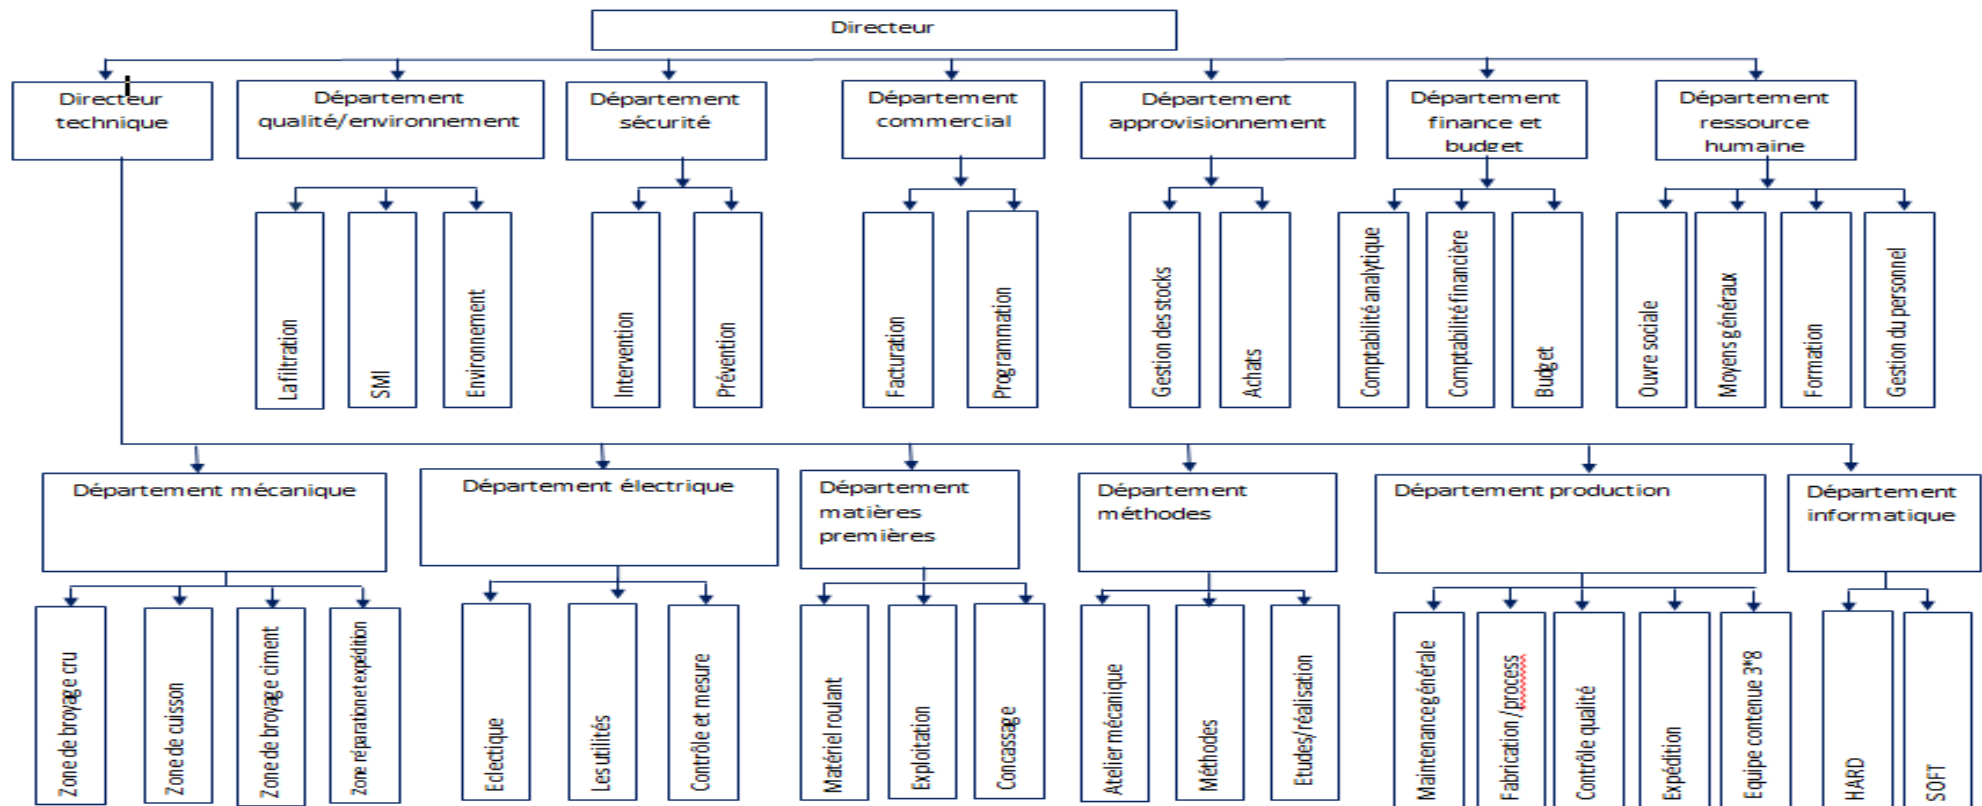 Directeur
Directeur
technique
Département
qualité/environnement
Département
sécurité
Département
commercial
Département
approvisionnement
Département
finance et
budget
Département
ressource
humaine
La filtration
SMI
Environnement
Intervention
Prévention
Facturation
Programmation
Gestion des stocks
Achats
Comptabilité analytique
Comptabilité financière
Budget
Ouvre sociale
Moyens généraux
Formation
Gestion du personnel
Département mécanique
Département électrique
Département
matières
premières
Département
méthodes
Département production
Département
informatique
Zone de broyage cru
Zone de cuisson
Zone de broyage ciment
Zone réparation et expédition
Eclectique
Les utilités
Contrôle et mesure
Matériel roulant
Exploitation
Concassage
Atelier mécanique
Méthodes
Etudes/réalisation
Maintenance générale
Fabrication /process
Contrôle qualité
Expédition
Equipe contenue 3*8
HARD
SOFT